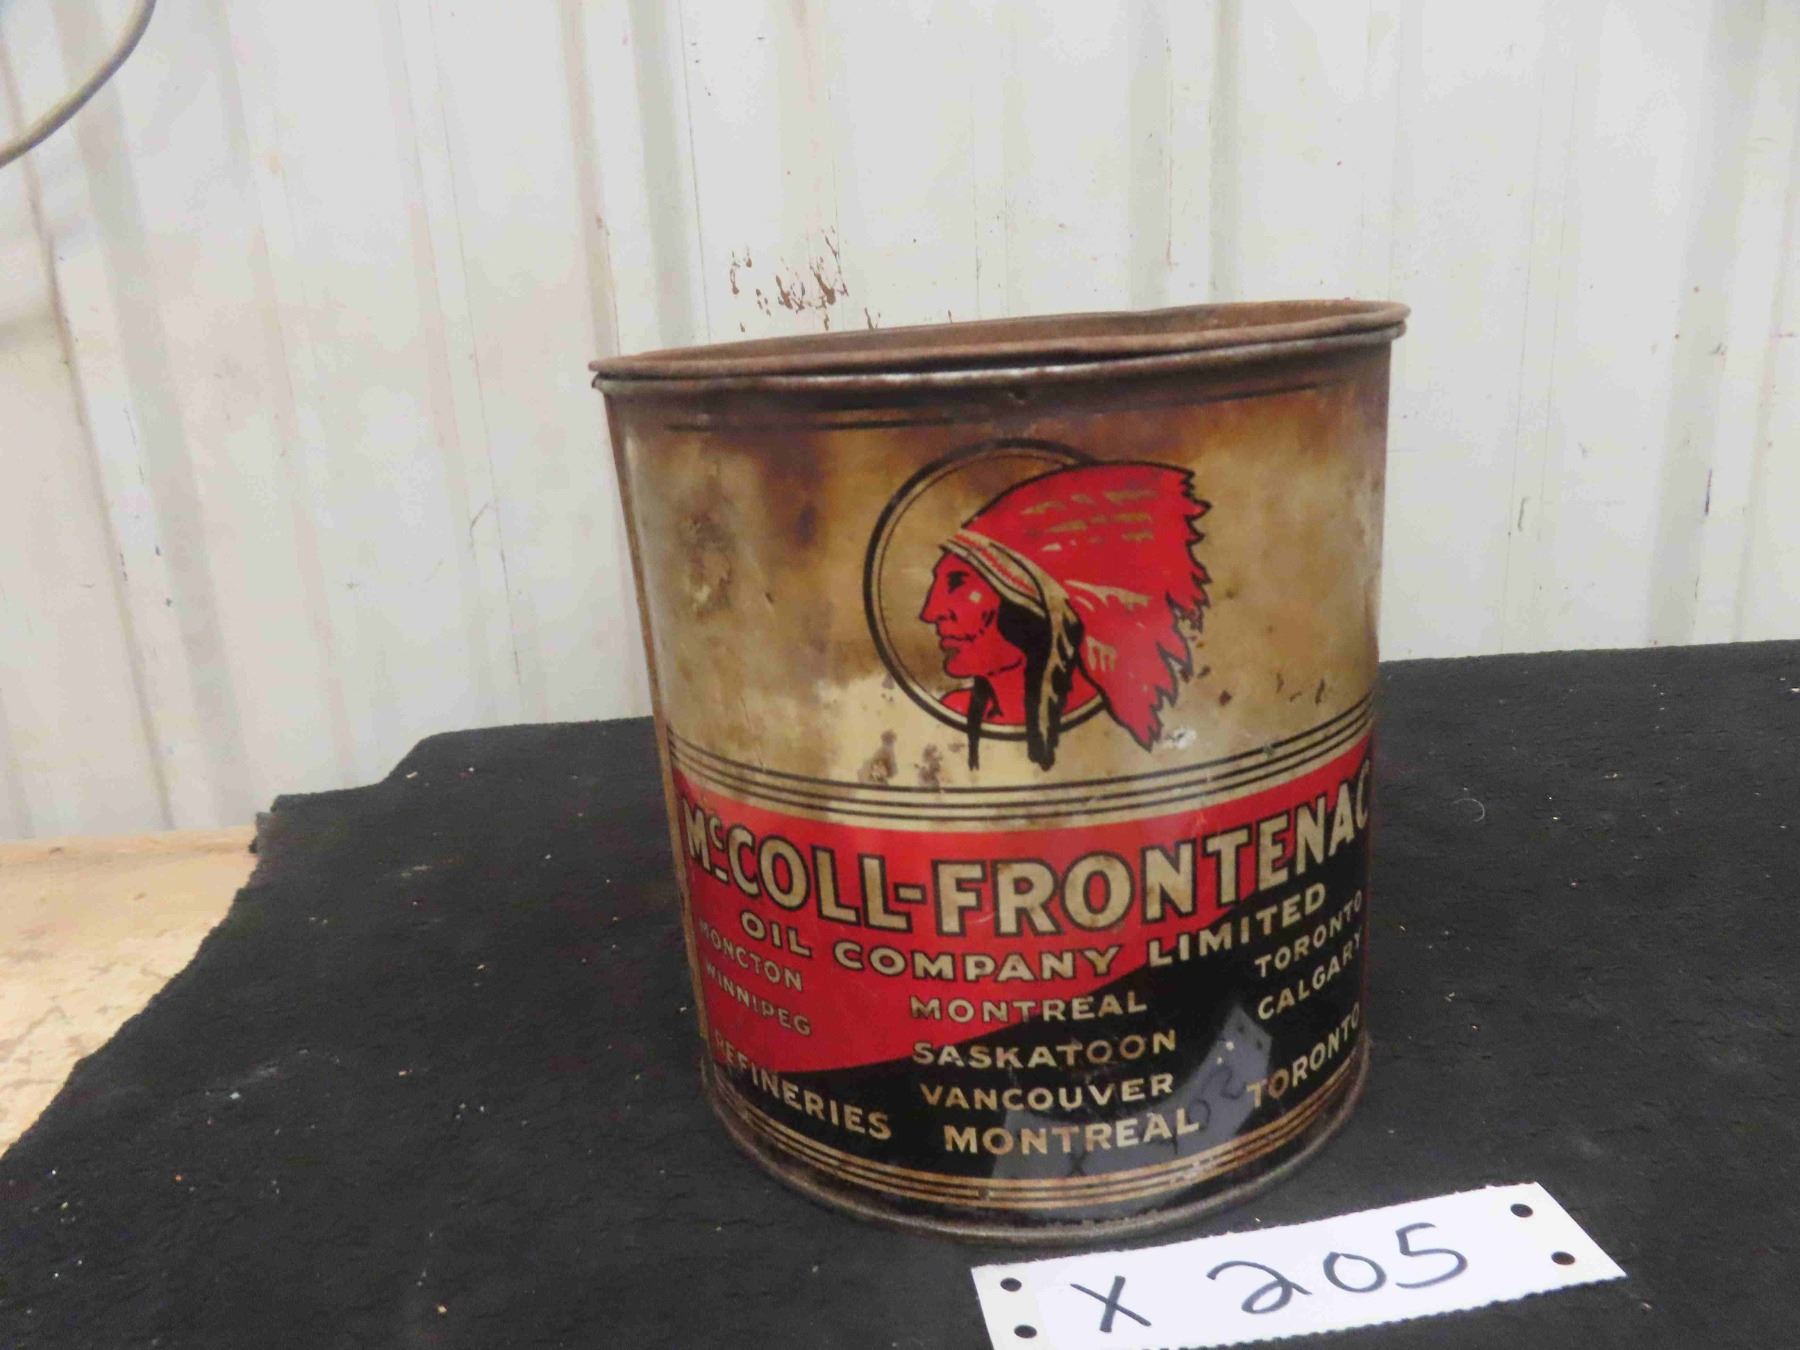 McCOLL-FRONTENAC
OIL COMPANY LIMITED
MONCTON MONTREAL TORONTO
WINNIPEG SASKATOON CALGARY
VANCOUVER
REFINERIES MONTREAL TORONTO
X 205